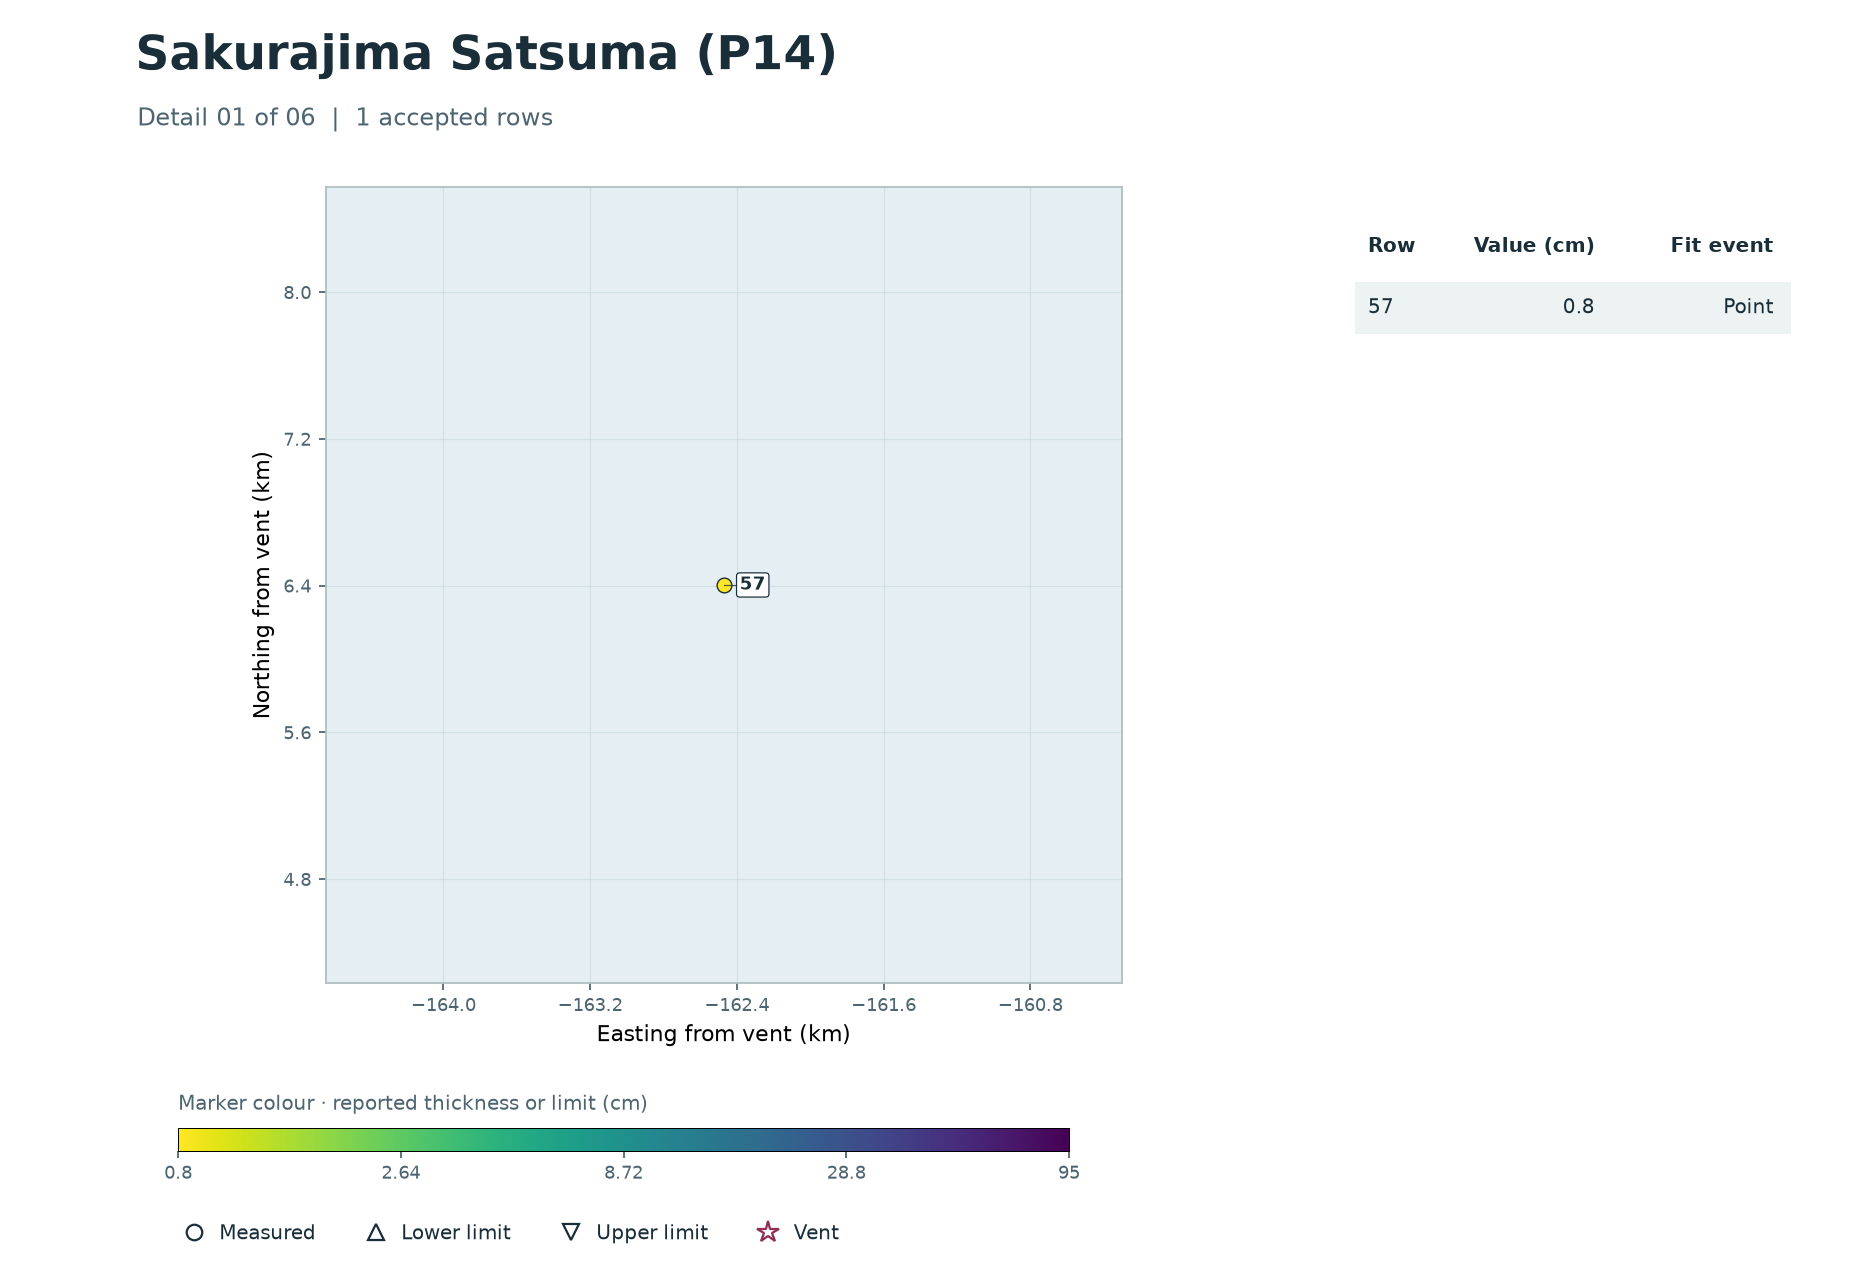 Sakurajima Satsuma (P14)
Detail 01 of 06 | 1 accepted rows
Row Value (cm) Fit event
57 0.8 Point
8.0
7.2
6.4
5.6
4.8
Northing from vent (km)
57
−164.0 −163.2 −162.4 −161.6 −160.8
Easting from vent (km)
Marker colour · reported thickness or limit (cm)
0.8 2.64 8.72 28.8 95
Measured Lower limit Upper limit Vent